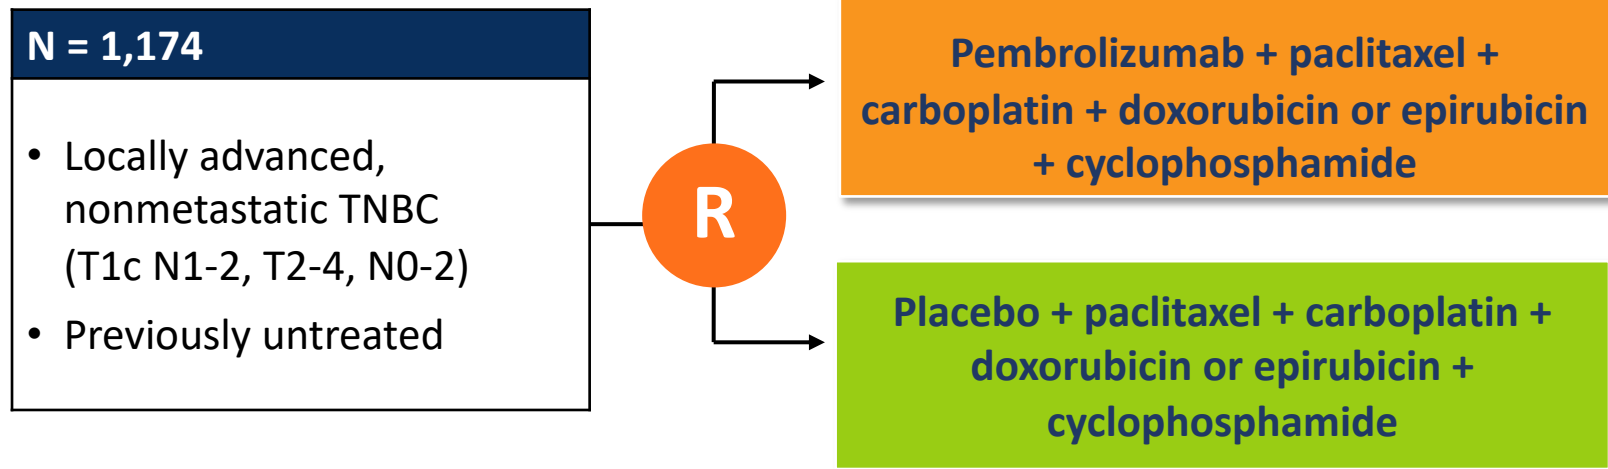 N = 1,174
• Locally advanced,
nonmetastatic TNBC
(T1c N1-2, T2-4, N0-2)
• Previously untreated
R
Pembrolizumab + paclitaxel +
carboplatin + doxorubicin or epirubicin
+ cyclophosphamide
Placebo + paclitaxel + carboplatin +
doxorubicin or epirubicin +
cyclophosphamide